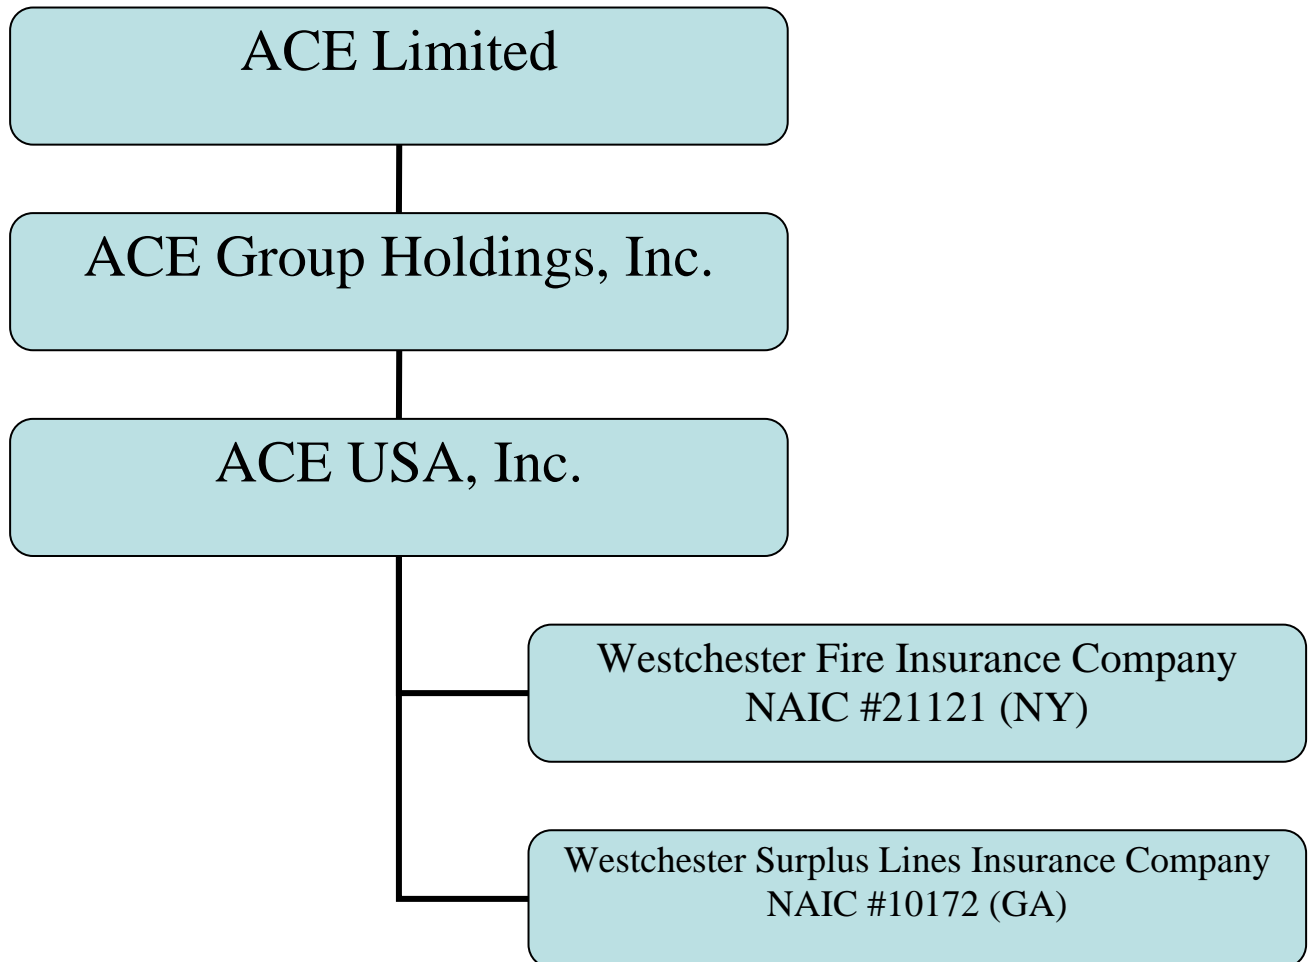 ACE Limited
ACE Group Holdings, Inc.
ACE USA, Inc.
Westchester Fire Insurance Company
NAIC #21121 (NY)
Westchester Surplus Lines Insurance Company
NAIC #10172 (GA)